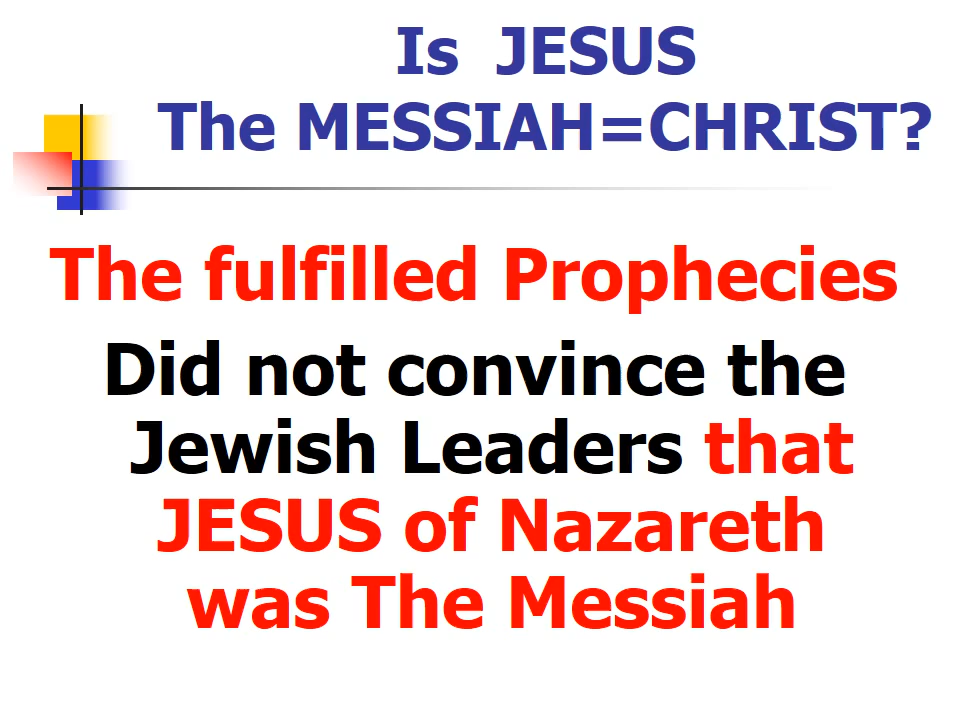 Is JESUS
The MESSIAH=CHRIST?
The fulfilled Prophecies
Did not convince the
Jewish Leaders that
JESUS of Nazareth
was The Messiah